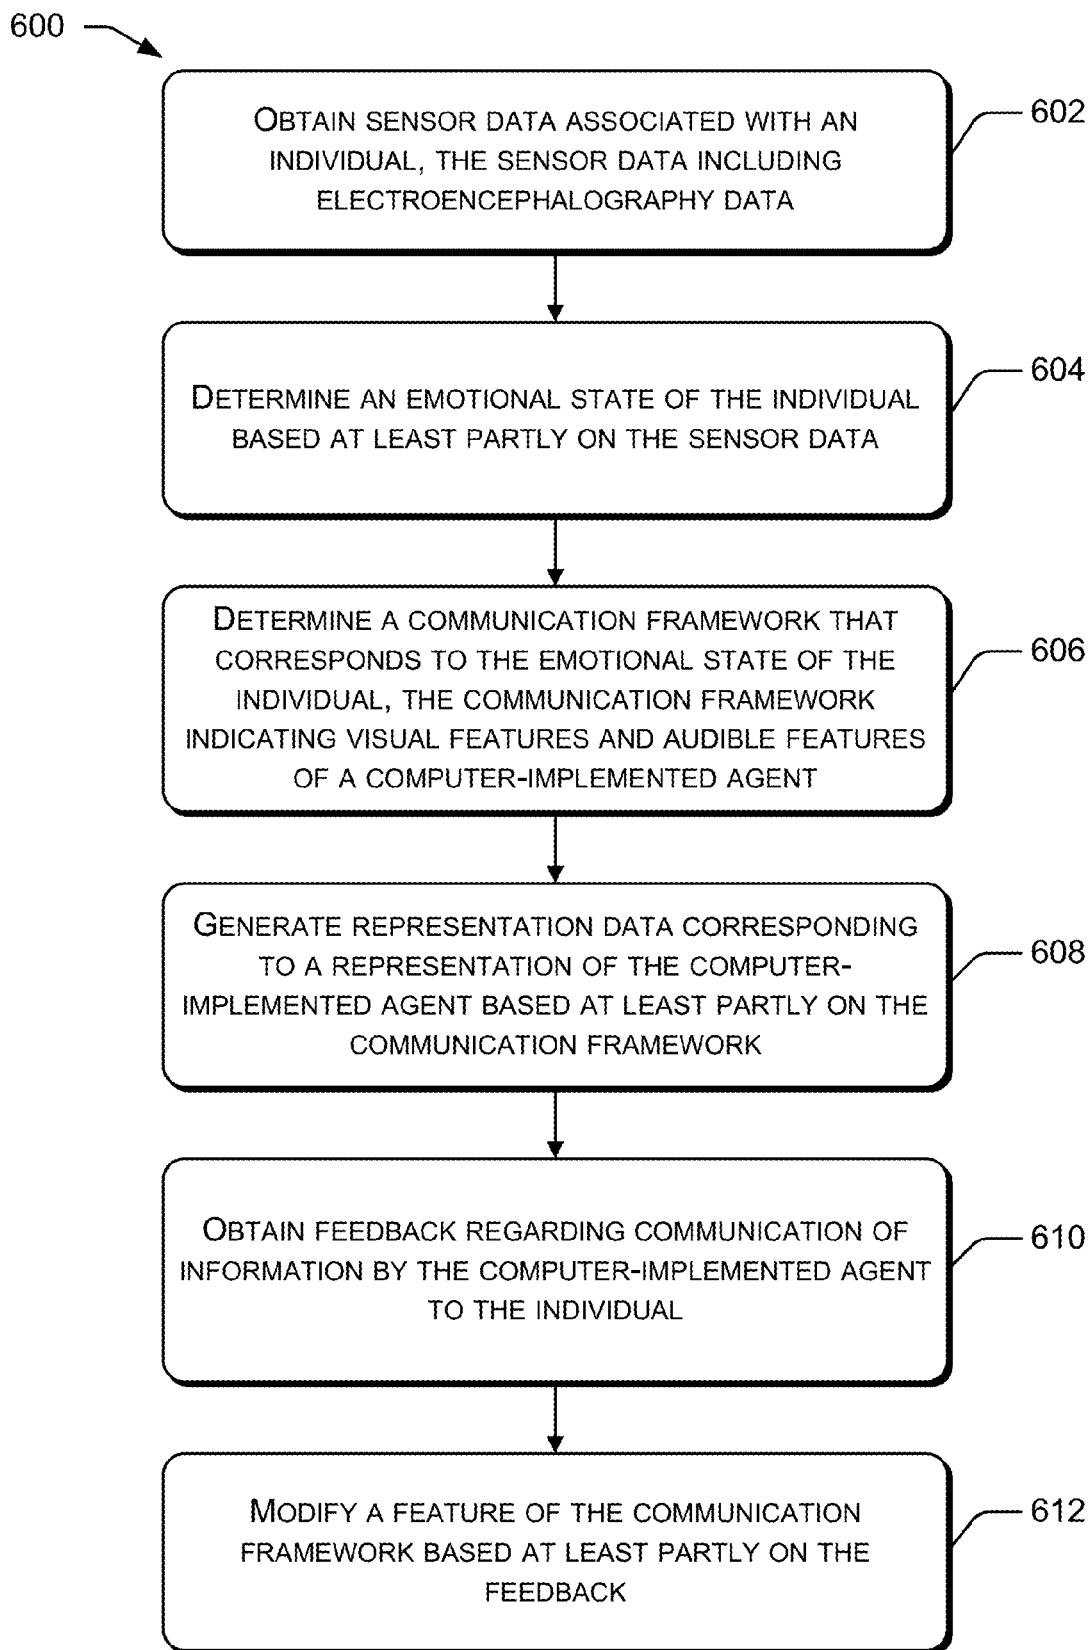 600
OBTAIN SENSOR DATA ASSOCIATED WITH AN
INDIVIDUAL, THE SENSOR DATA INCLUDING
ELECTROENCEPHALOGRAPHY DATA
602
DETERMINE AN EMOTIONAL STATE OF THE INDIVIDUAL
BASED AT LEAST PARTLY ON THE SENSOR DATA
604
DETERMINE A COMMUNICATION FRAMEWORK THAT
CORRESPONDS TO THE EMOTIONAL STATE OF THE
INDIVIDUAL, THE COMMUNICATION FRAMEWORK
INDICATING VISUAL FEATURES AND AUDIBLE FEATURES
OF A COMPUTER-IMPLEMENTED AGENT
606
GENERATE REPRESENTATION DATA CORRESPONDING
TO A REPRESENTATION OF THE COMPUTER-
IMPLEMENTED AGENT BASED AT LEAST PARTLY ON THE
COMMUNICATION FRAMEWORK
608
OBTAIN FEEDBACK REGARDING COMMUNICATION OF
INFORMATION BY THE COMPUTER-IMPLEMENTED AGENT
TO THE INDIVIDUAL
610
MODIFY A FEATURE OF THE COMMUNICATION
FRAMEWORK BASED AT LEAST PARTLY ON THE
FEEDBACK
612